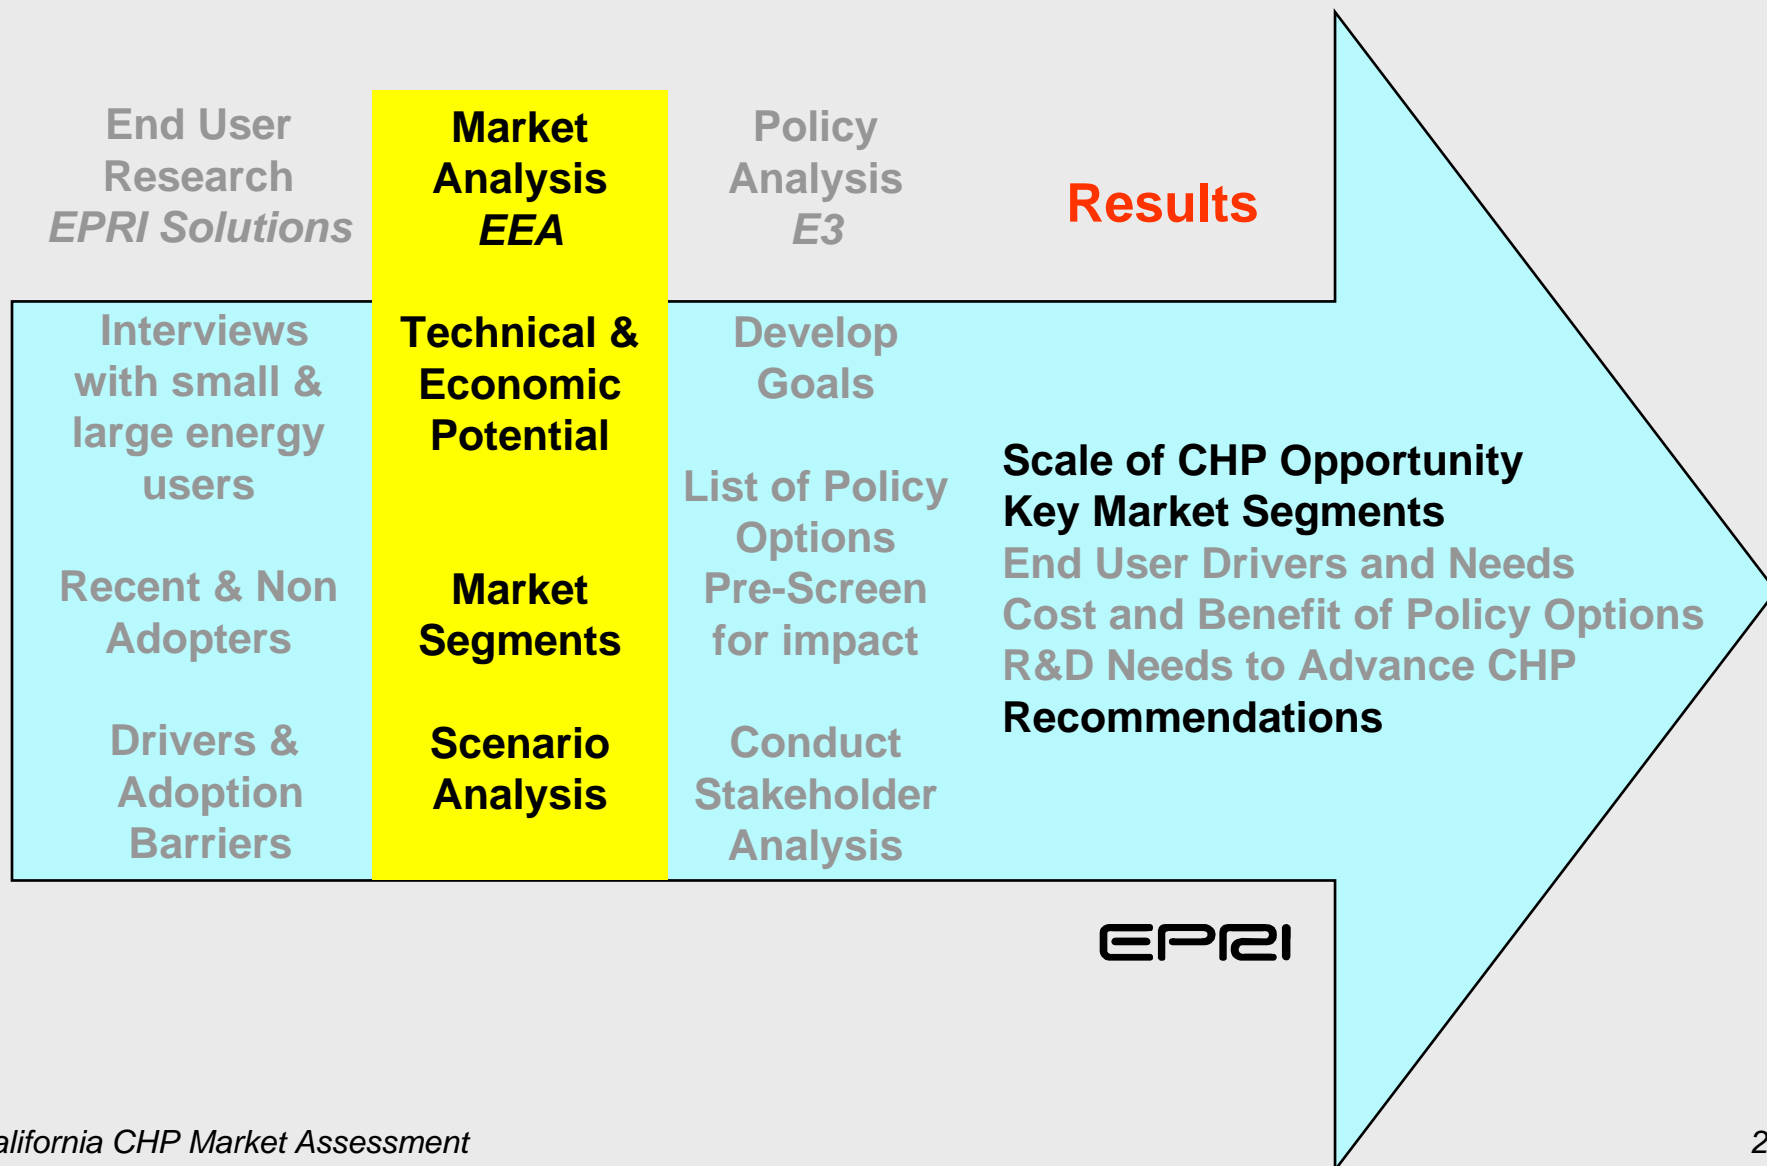 End User
Research
EPRI Solutions
Interviews
with small &
large energy
users
Recent & Non
Adopters
Drivers &
Adoption
Barriers
Market
Analysis
EEA
Technical &
Economic
Potential
Market
Segments
Scenario
Analysis
Policy
Analysis
E3
Develop
Goals
List of Policy
Options
Pre-Screen
for impact
Conduct
Stakeholder
Analysis
Results
Scale of CHP Opportunity
Key Market Segments
End User Drivers and Needs
Cost and Benefit of Policy Options
R&D Needs to Advance CHP
Recommendations
EPRI
alifornia CHP Market Assessment
2